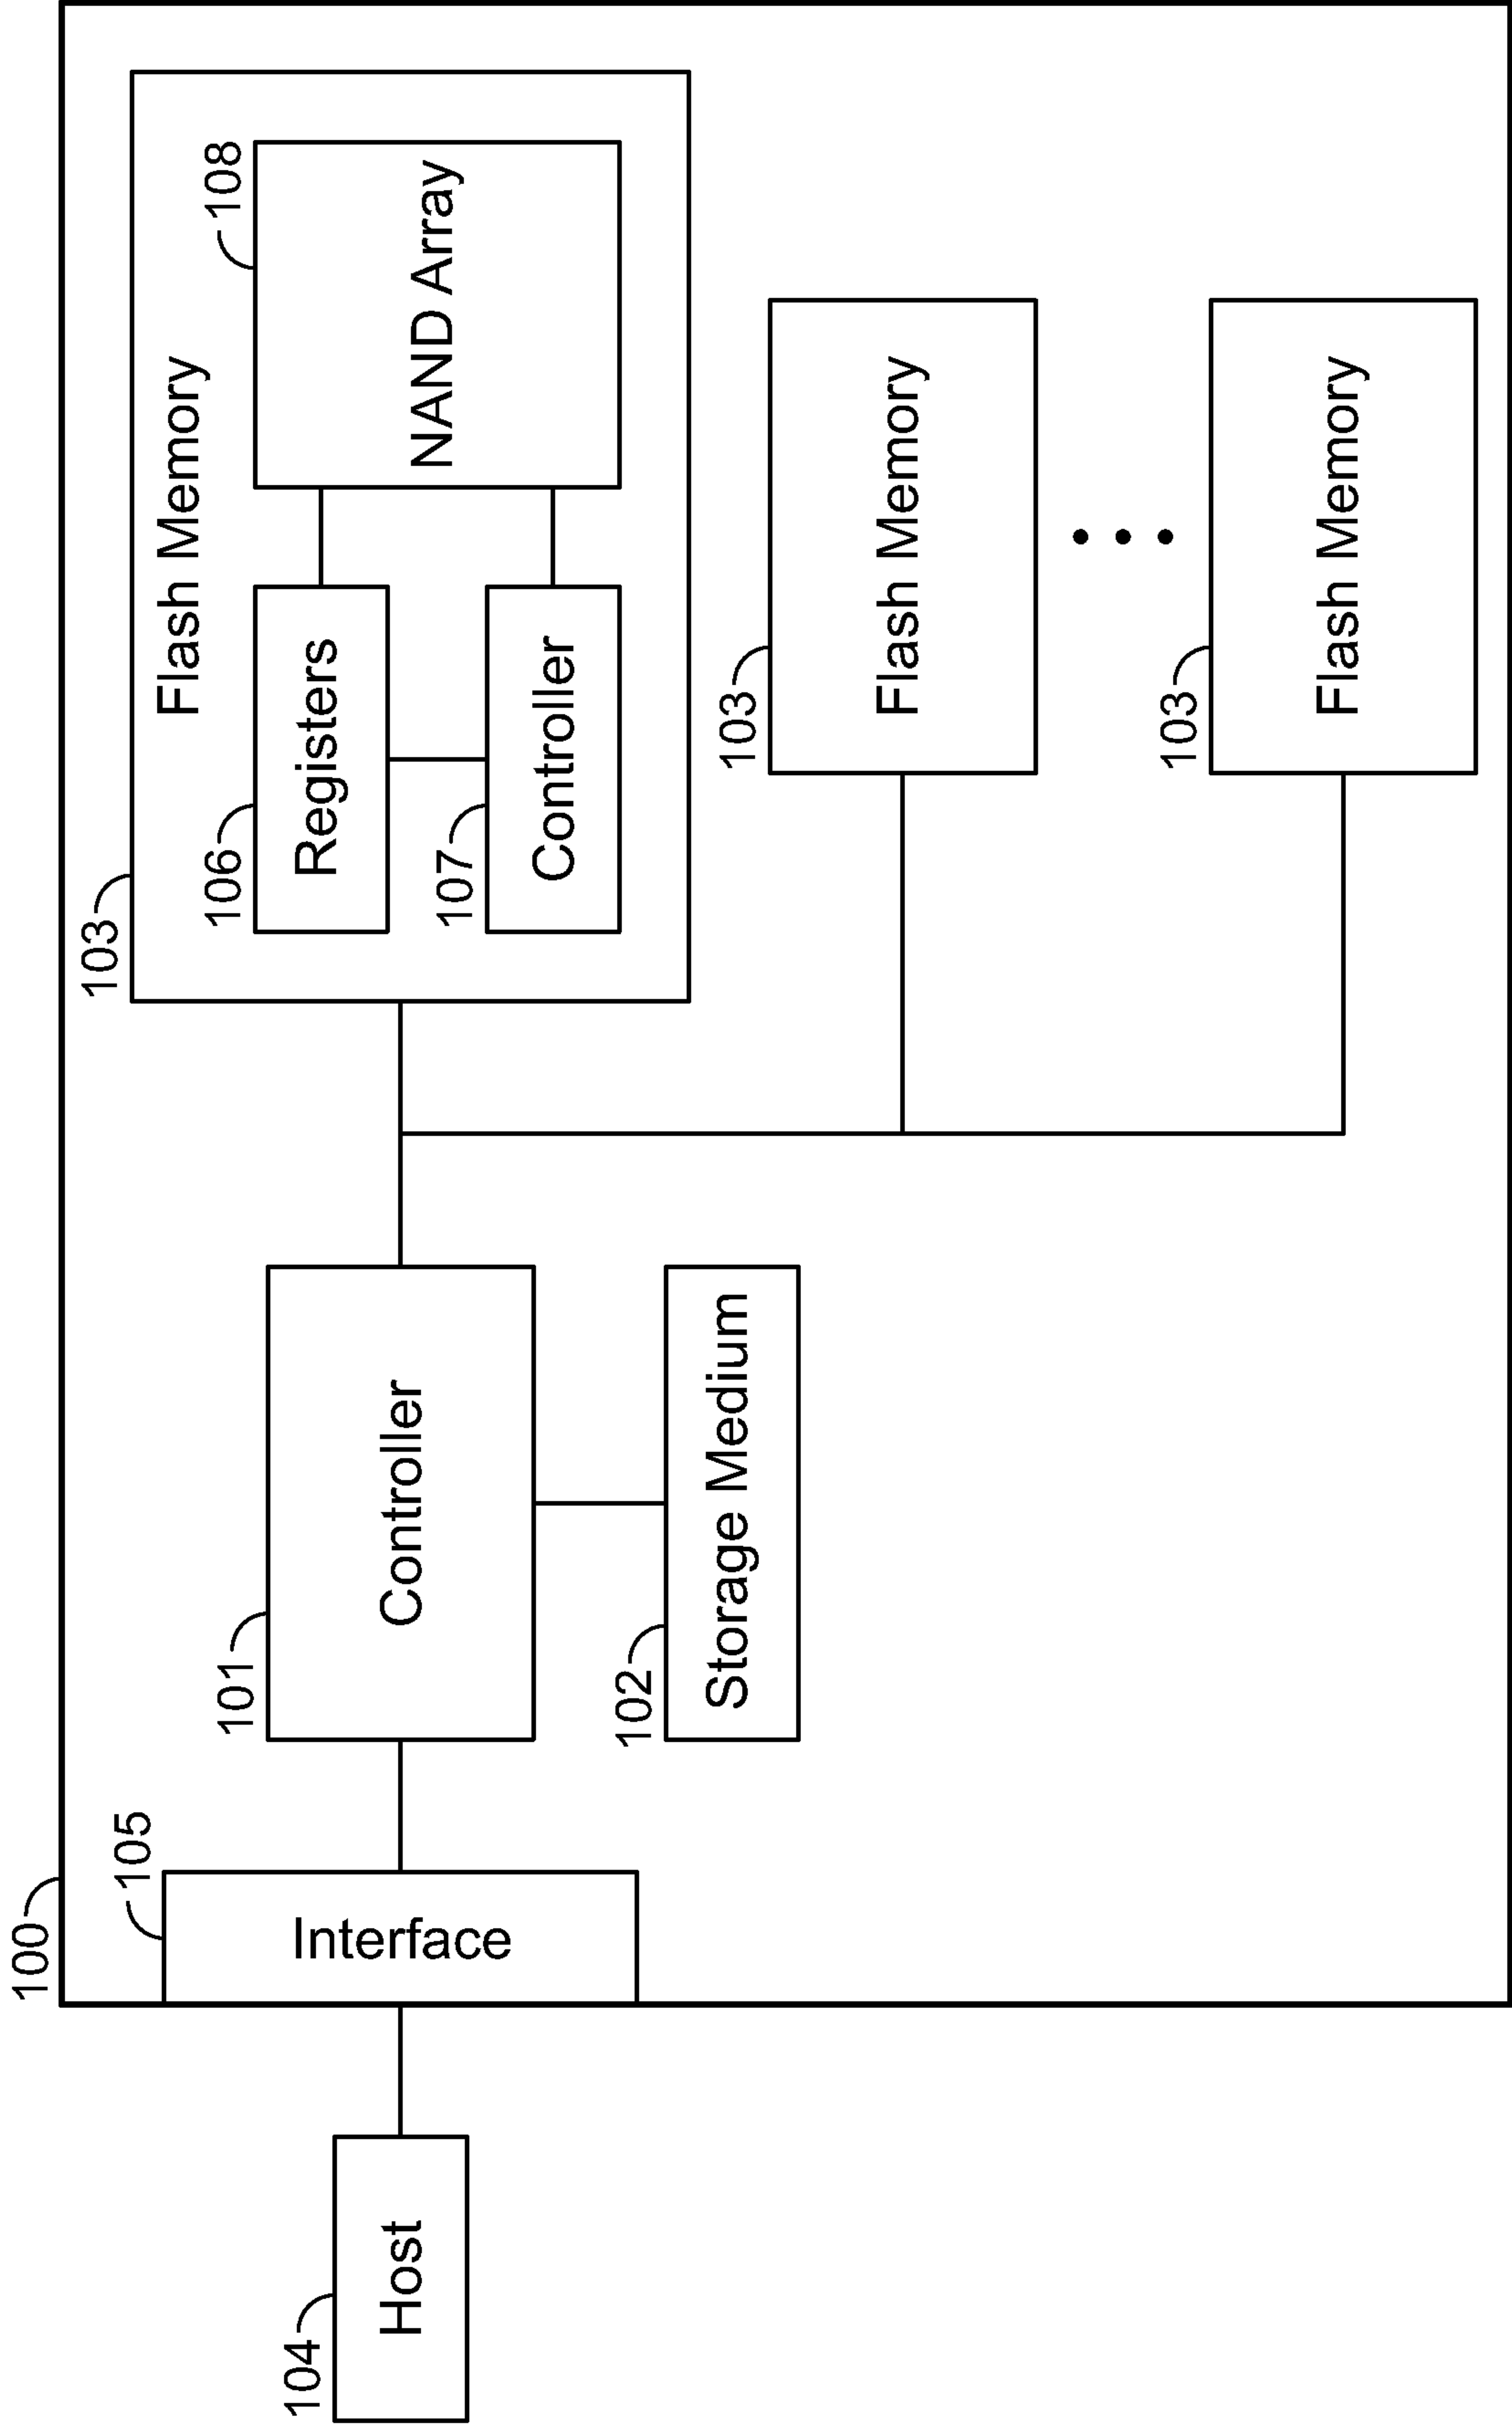 100
105
103
Flash Memory
108
106
Registers
NAND Array
107
Controller
104
Host
Interface
101
Controller
102
Storage Medium
103
Flash Memory
103
Flash Memory